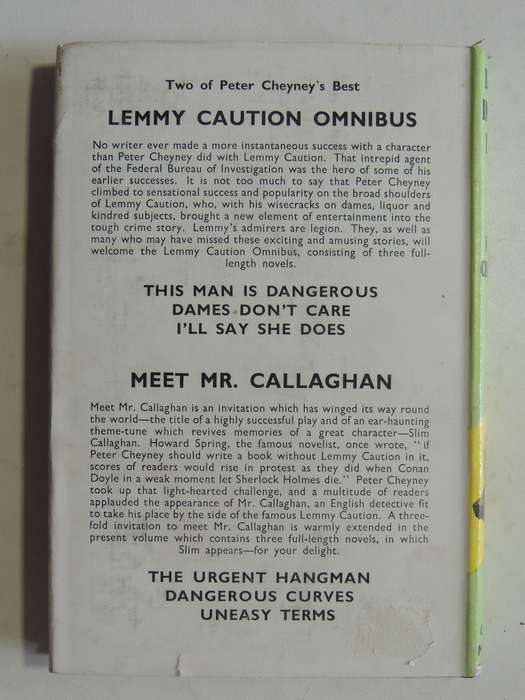 Two of Peter Cheyney's Best
LEMMY CAUTION OMNIBUS
No writer ever made a more instantaneous success with a character
than Peter Cheyney did with Lemmy Caution. That intrepid agent
of the Federal Bureau of Investigation was the hero of some of his
earlier successes. It is not too much to say that Peter Cheyney
climbed to sensational success and popularity on the broad shoulders
of Lemmy Caution, who, with his wisecracks on dames, liquor and
kindred subjects, brought a new element of entertainment into the
tough crime story. Lemmy's admirers are legion. They, as well as
many who may have missed these exciting and amusing stories, will
welcome the Lemmy Caution Omnibus, consisting of three full-
length novels.
THIS MAN IS DANGEROUS
DAMES DON'T CARE
I'LL SAY SHE DOES
MEET MR. CALLAGHAN
Meet Mr. Callaghan is an invitation which has winged its way round
the world—the title of a highly successful play and of an ear-haunting
theme-tune which revives memories of a great character—Slim
Callaghan. Howard Spring, the famous novelist, once wrote, "if
Peter Cheyney should write a book without Lemmy Caution in it,
scores of readers would rise in protest as they did when Conan
Doyle in a weak moment let Sherlock Holmes die." Peter Cheyney
took up that light-hearted challenge, and a multitude of readers
applauded the appearance of Mr. Callaghan, an English detective fit
to take his place by the side of the famous Lemmy Caution. A three-
fold invitation to meet Mr. Callaghan is warmly extended in the
present volume which contains three full-length novels, in which
Slim appears—for your delight.
THE URGENT HANGMAN
DANGEROUS CURVES
UNEASY TERMS